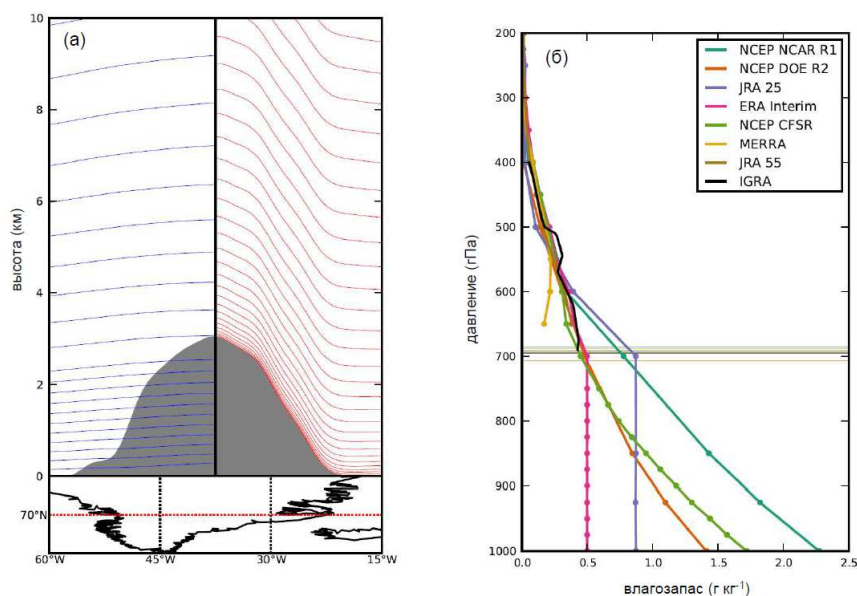 (а)
10
8
6
4
2
0
высота (км)
70°N
60°W
45°W
30°W
15°W
(б)
NCEP NCAR R1
NCEP DOE R2
JRA 25
ERA Interim
NCEP CFSR
MERRA
JRA 55
IGRA
200
300
400
500
600
700
800
900
1000
давление (гПа)
0.0
0.5
1.0
1.5
2.0
2.5
влагозапас (г кг⁻¹)